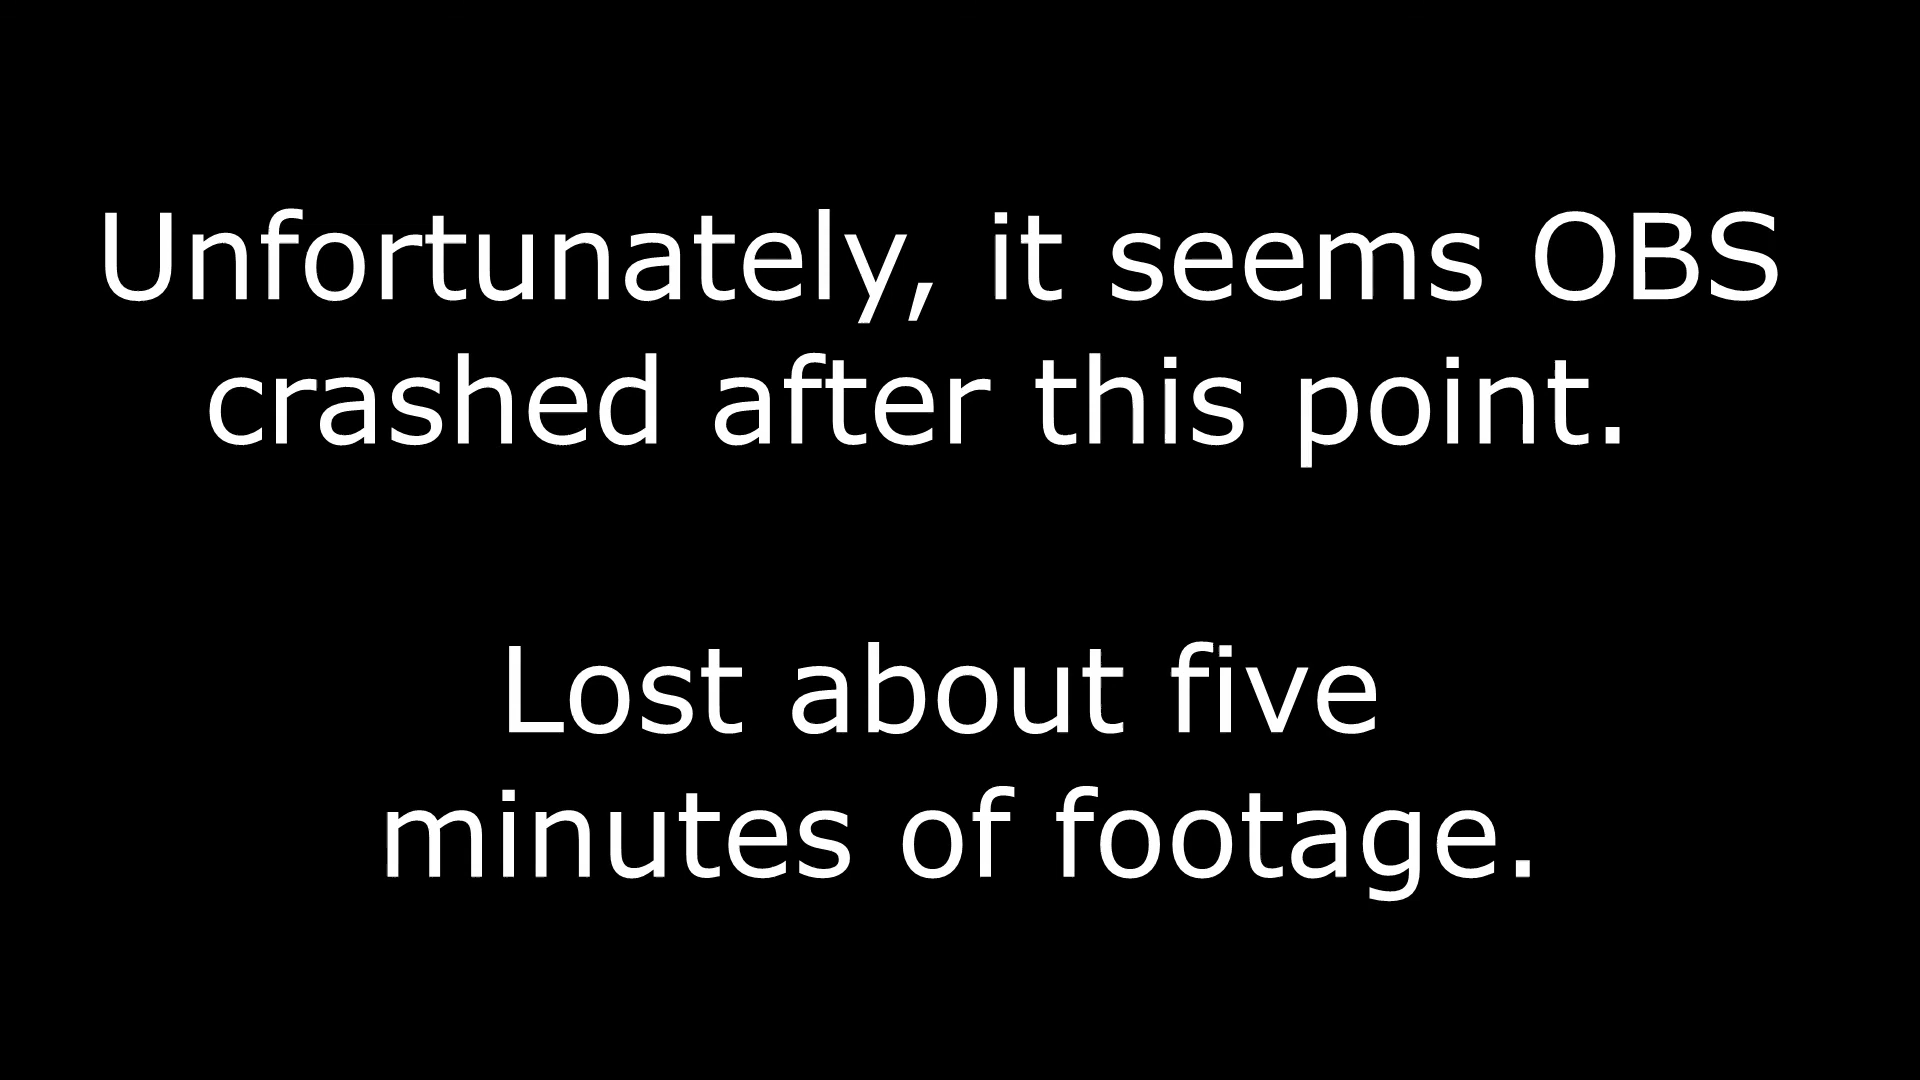 Unfortunately, it seems OBS
crashed after this point.
Lost about five
minutes of footage.